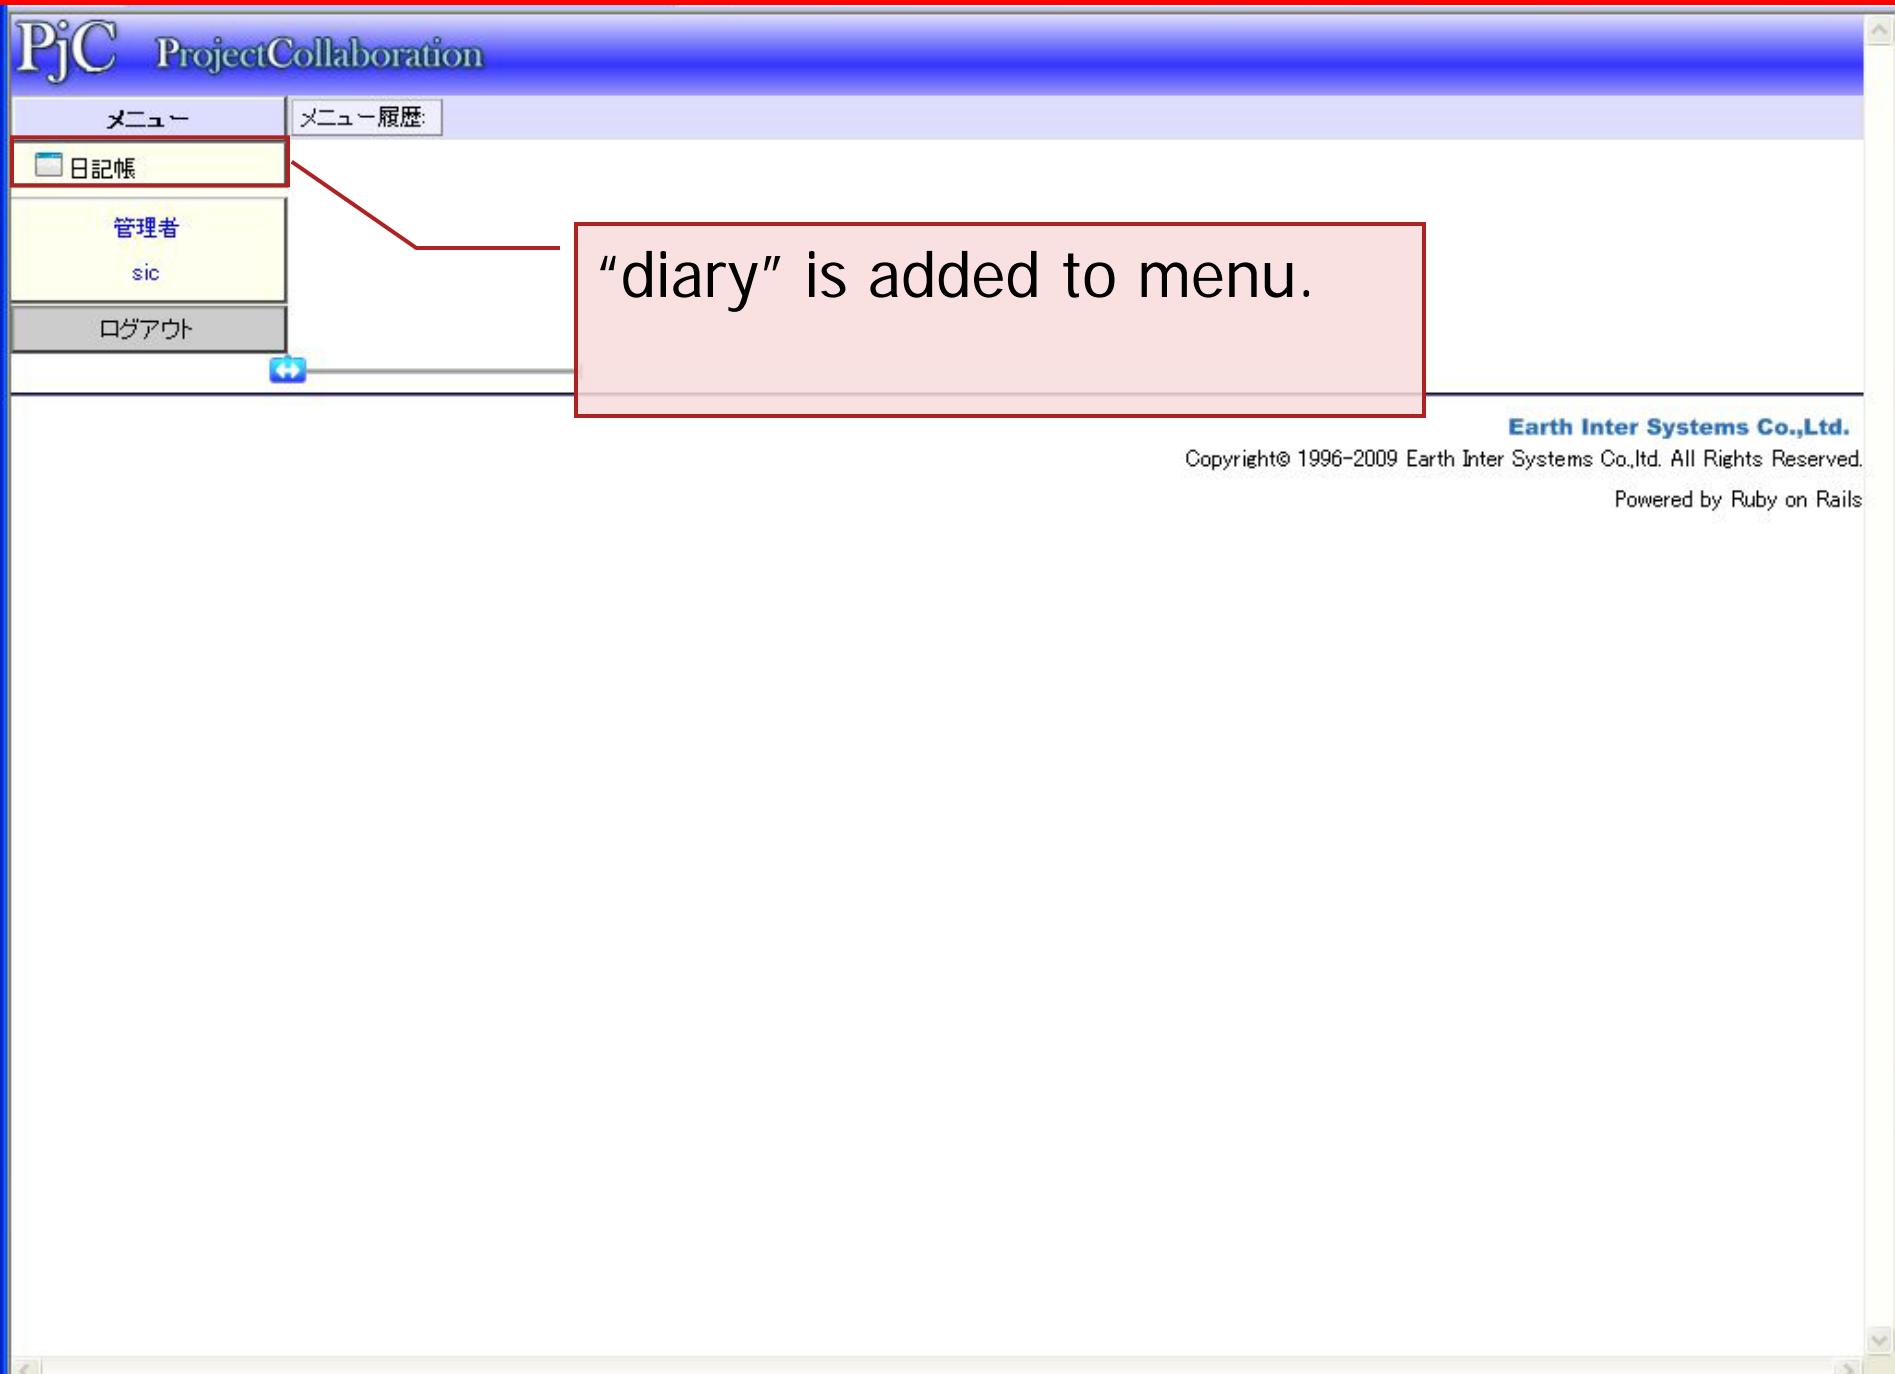 PjC ProjectCollaboration
メニュー
メニュー履歴:
日記帳
管理者
sic
ログアウト
“diary” is added to menu.
Earth Inter Systems Co.,Ltd.
Copyright© 1996-2009 Earth Inter Systems Co.,ltd. All Rights Reserved.
Powered by Ruby on Rails